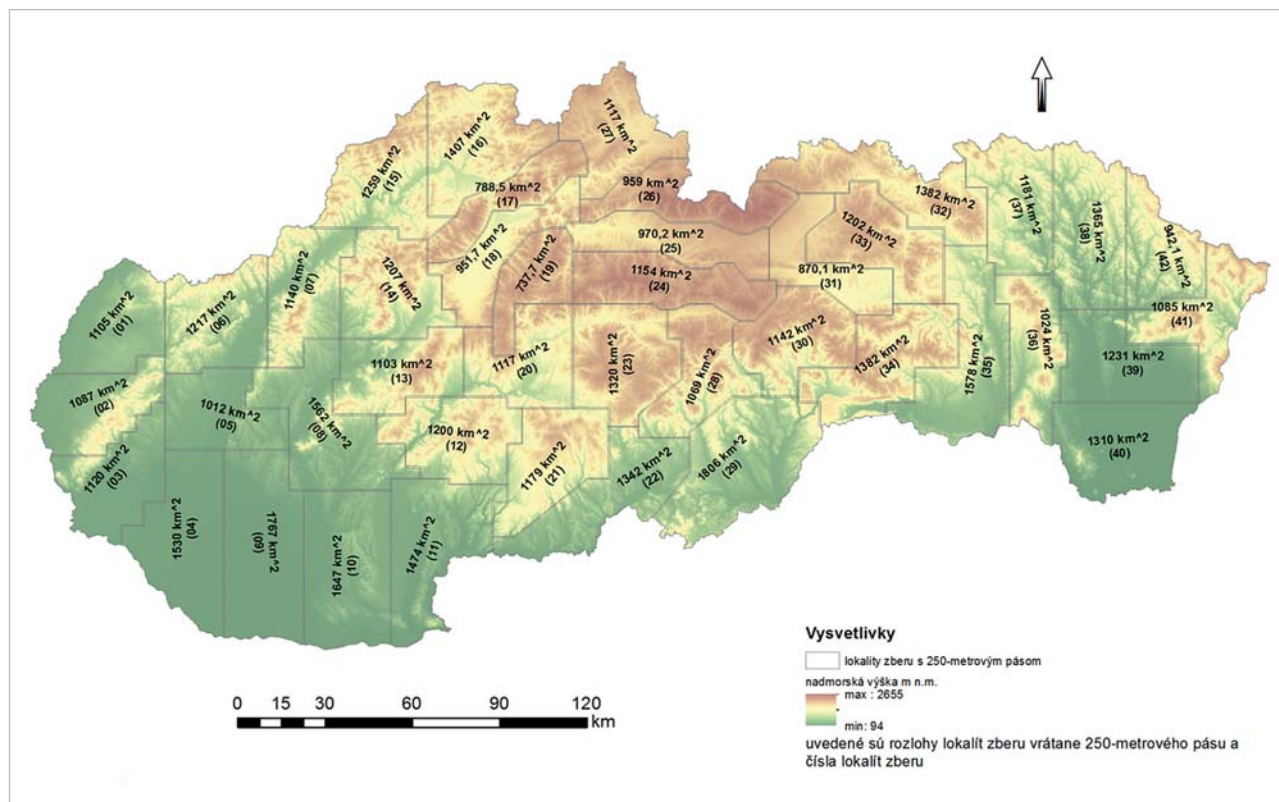 1117 km^2
(27)
1407 km^2
(16)
1259 km^2
(15)
788,5 km^2
(17)
959 km^2
(26)
1382 km^2
(32)
1181 km^2
(37)
1365 km^2
(38)
942,1 km^2
(42)
1202 km^2
(33)
970,2 km^2
(25)
951,7 km^2
(18)
737,7 km^2
(19)
1154 km^2
(24)
870,1 km^2
(31)
1140 km^2
(07)
1207 km^2
(14)
1105 km^2
(01)
1217 km^2
(06)
1085 km^2
(41)
1024 km^2
(36)
1142 km^2
(30)
1382 km^2
(34)
1578 km^2
(35)
1231 km^2
(39)
1103 km^2
(13)
1117 km^2
(20)
1320 km^2
(23)
1069 km^2
(28)
1087 km^2
(02)
1012 km^2
(05)
1562 km^2
(08)
1200 km^2
(12)
1179 km^2
(21)
1342 km^2
(22)
1806 km^2
(29)
1310 km^2
(40)
1120 km^2
(03)
1530 km^2
(04)
1767 km^2
(09)
1647 km^2
(10)
1474 km^2
(11)
0 15 30 60 90 120
km
Vysvetlivky
lokality zberu s 250-metrovým pásom
nadmorská výška m n.m.
max : 2655
min: 94
uvedené sú rozlohy lokalít zberu vrátane 250-metrového pásu a
čísla lokalít zberu